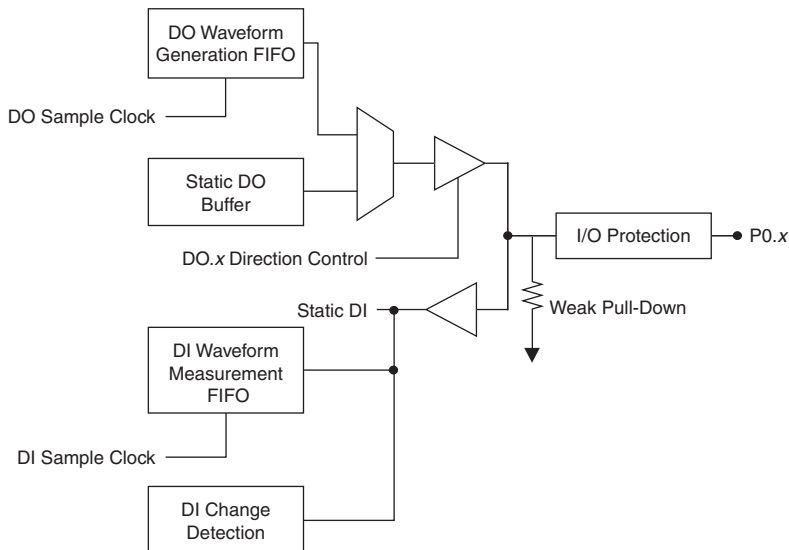 DO Waveform
Generation FIFO
DO Sample Clock
Static DO
Buffer
DO.x Direction Control
I/O Protection
P0.x
Weak Pull-Down
Static DI
DI Waveform
Measurement
FIFO
DI Sample Clock
DI Change
Detection